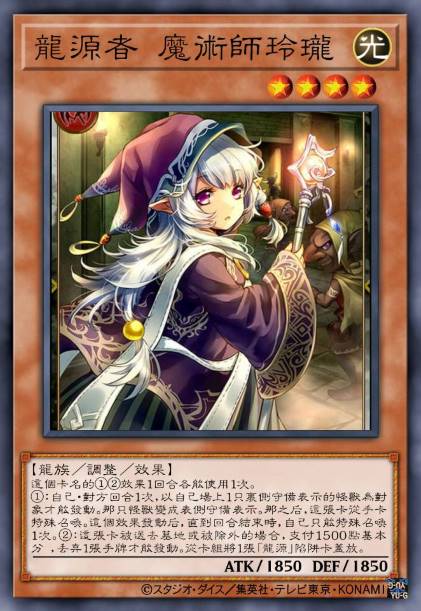 龍源者 魔術師玲瓏
光
【龍族／調整／效果】
這個卡名的①②效果1回合各能使用1次。
①:自己・對方回合1次,以自己場上1只裏側守備表示的怪獸為對
象才能發動。那只怪獸變成表側守備表示。那之后,這張卡從手卡
特殊召喚。這個效果發動后,直到回合結束時,自己只能特殊召喚
1次。②:這張卡被送去墓地或被除外的場合,支付1500點基本
分,丟弃1張手牌才能發動。從卡組將1張「龍源」陷阱卡蓋放。
ATK/1850 DEF/1850
©スタジオ・ダイス／集英社・テレビ東京・KONAMI